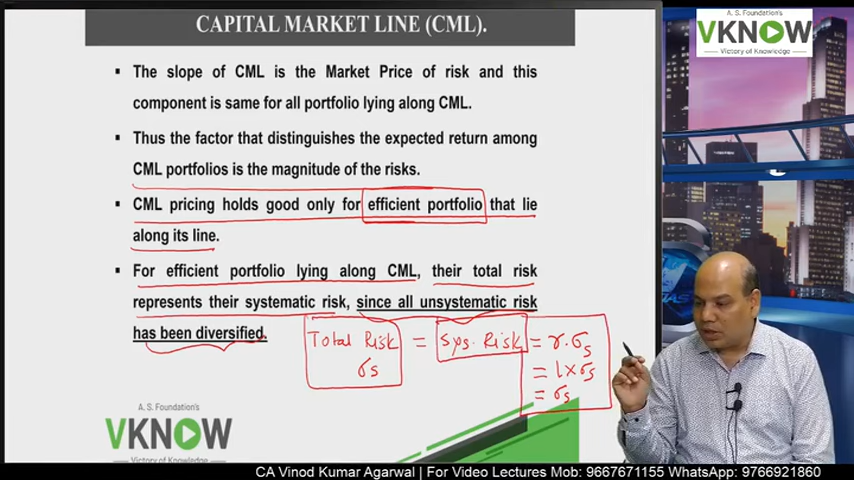 CAPITAL MARKET LINE (CML).
A. S. Foundation's
VKNOW
Victory of Knowledge
▪ The slope of CML is the Market Price of risk and this
component is same for all portfolio lying along CML.
▪ Thus the factor that distinguishes the expected return among
CML portfolios is the magnitude of the risks.
▪ CML pricing holds good only for efficient portfolio that lie
along its line.
▪ For efficient portfolio lying along CML, their total risk
represents their systematic risk, since all unsystematic risk
has been diversified.
Total Risk = Sys. Risk = r.σs
σs = 1×σs
= σs
A. S. Foundation's
VKNOW
Victory of Knowledge
CA Vinod Kumar Agarwal | For Video Lectures Mob: 9667671155 WhatsApp: 9766921860